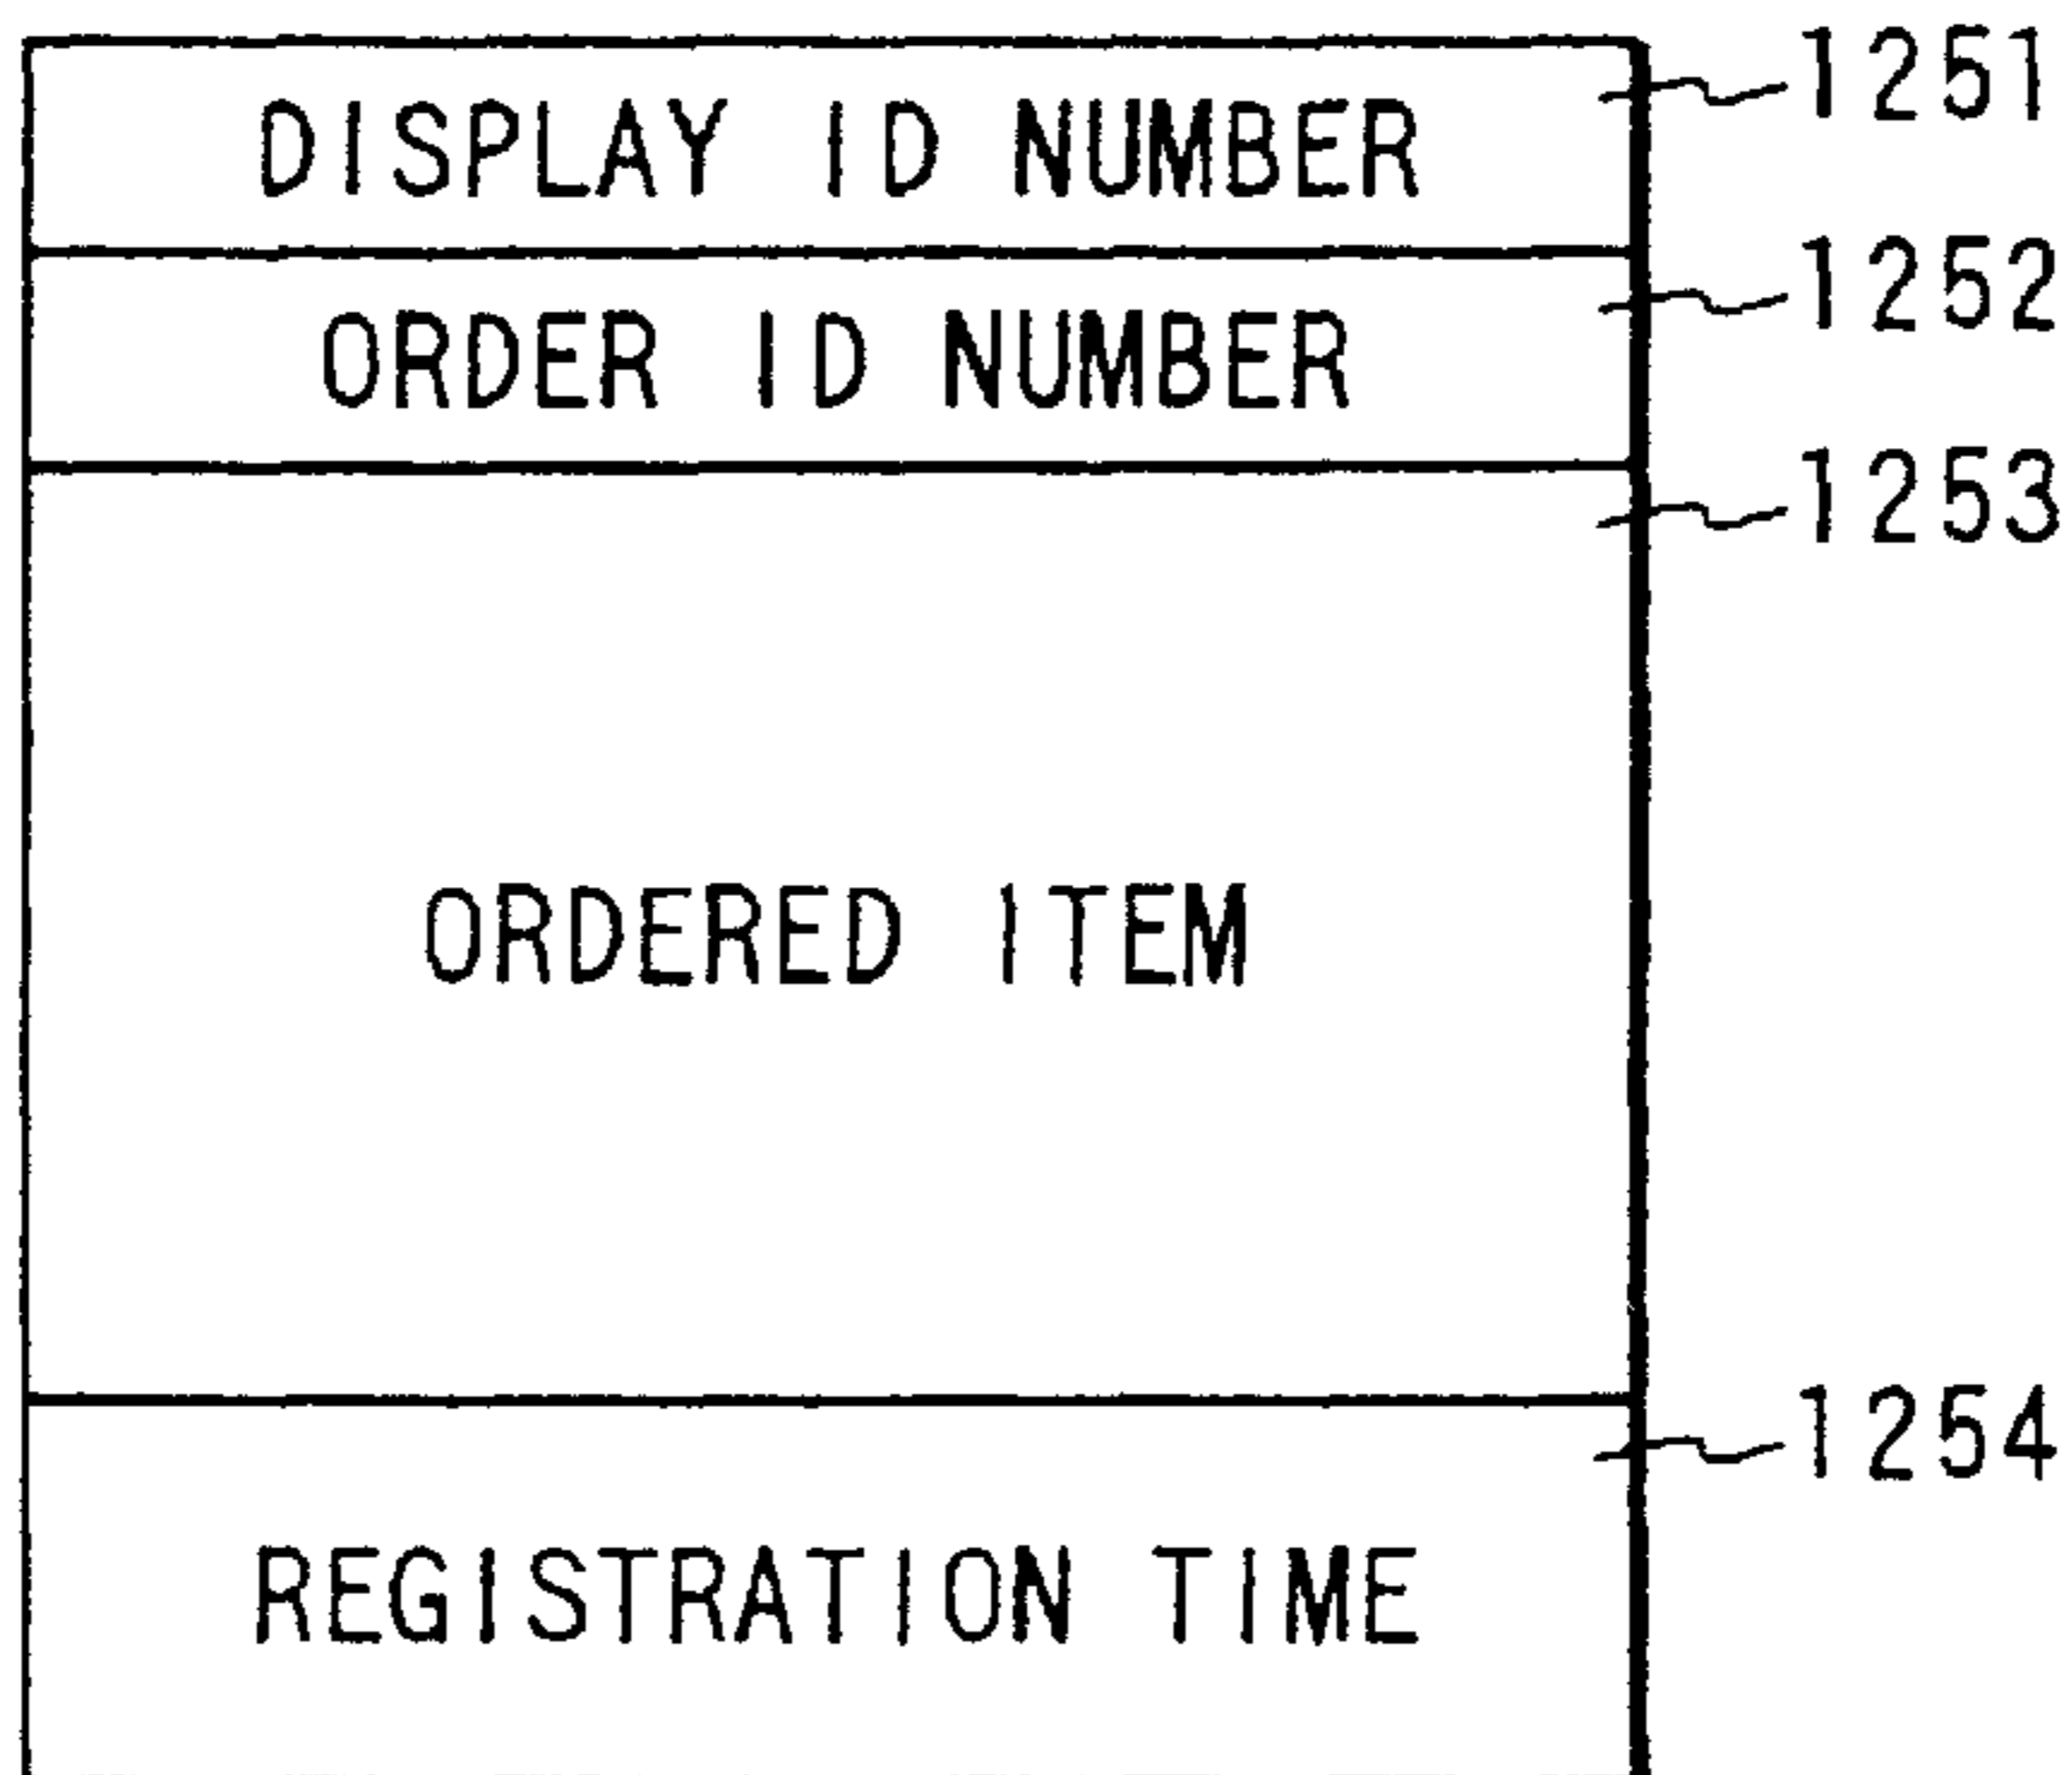 1251
DISPLAY ID NUMBER
1252
ORDER ID NUMBER
1253
ORDERED ITEM
1254
REGISTRATION TIME